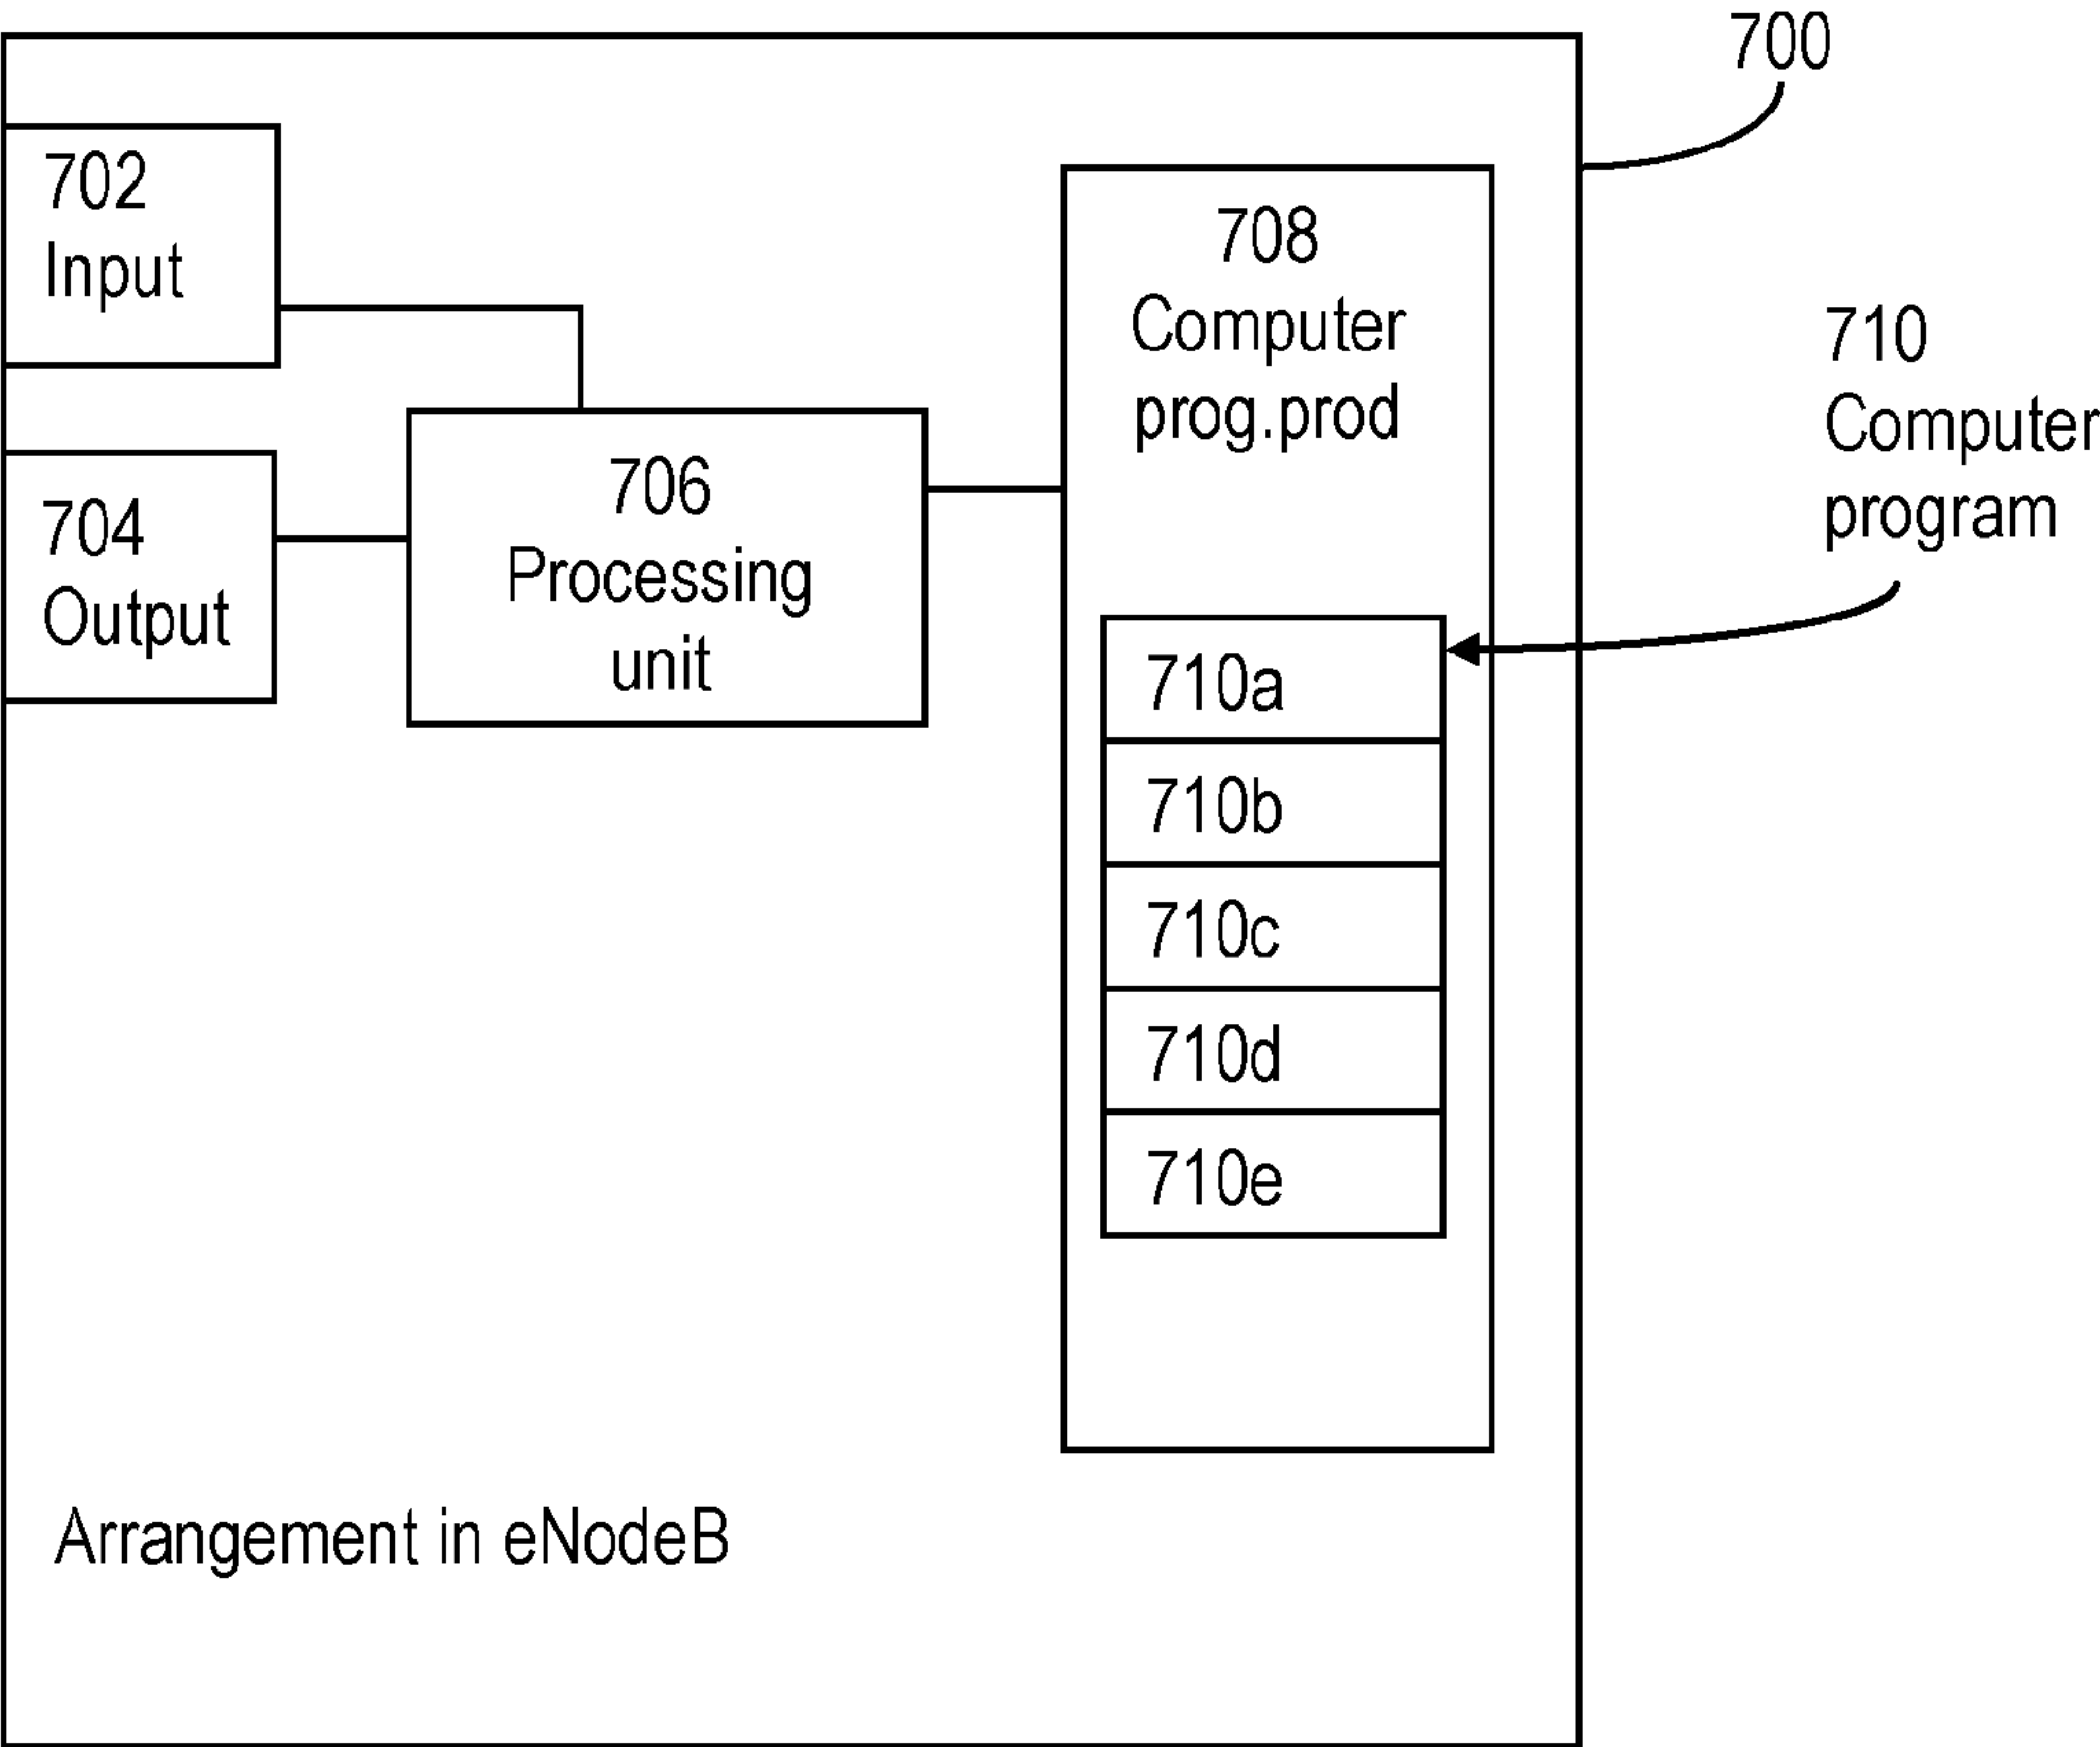 700
702
Input
708
Computer
prog.prod
710
Computer
program
706
Processing
unit
704
Output
710a
710b
710c
710d
710e
Arrangement in eNodeB